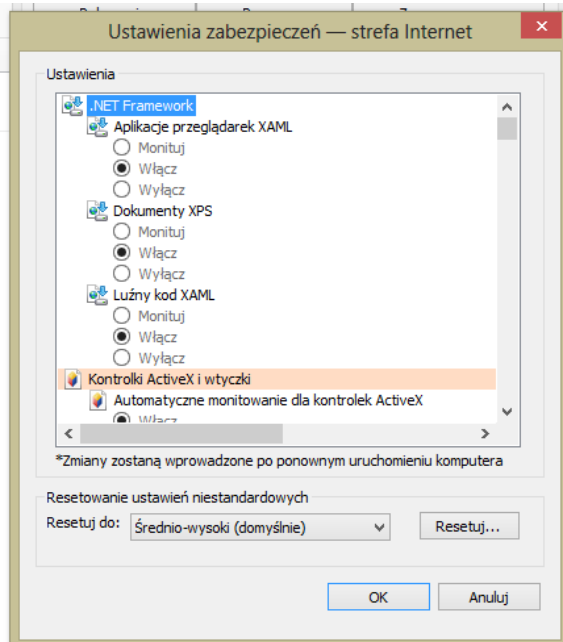 Ustawienia zabezpieczeń — strefa Internet
Ustawienia
.NET Framework
Aplikacje przeglądarek XAML
Monituj
Włącz
Wyłącz
Dokumenty XPS
Monituj
Włącz
Wyłącz
Luźny kod XAML
Monituj
Włącz
Wyłącz
Kontrolki ActiveX i wtyczki
Automatyczne monitowanie dla kontrolek ActiveX
Włącz
*Zmiany zostaną wprowadzone po ponownym uruchomieniu komputera
Resetowanie ustawień niestandardowych
Resetuj do: Średnio-wysoki (domyślnie) Resetuj...
OK Anuluj